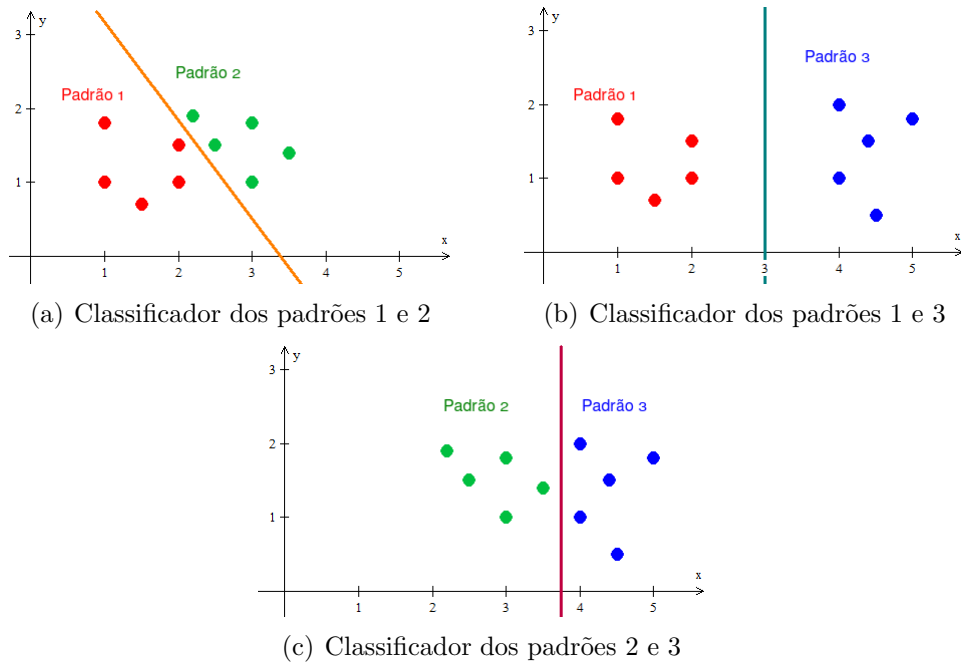 y
3
Padrão 2
Padrão 1
2
1
x
1 2 3 4 5
(a) Classificador dos padrões 1 e 2
y
3
Padrão 3
Padrão 1
2
1
x
1 2 3 4 5
(b) Classificador dos padrões 1 e 3
y
3
Padrão 2 Padrão 3
2
1
x
1 2 3 4 5
(c) Classificador dos padrões 2 e 3